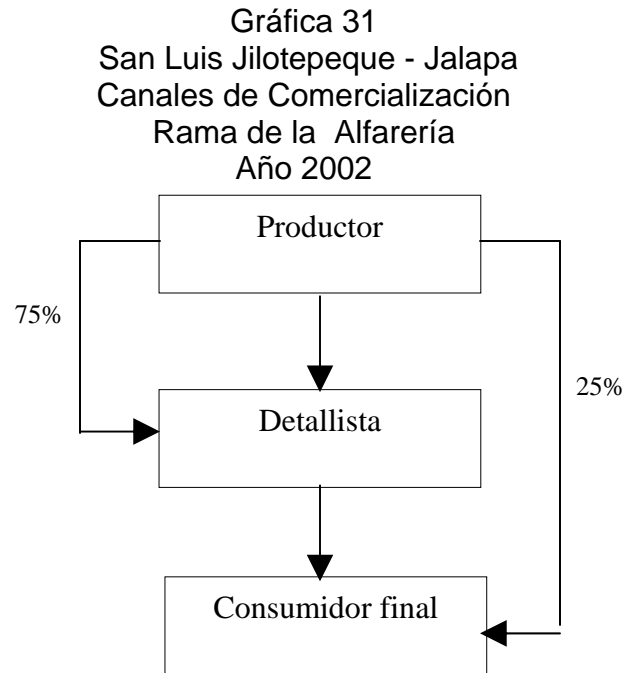 Gráfica 31
San Luis Jilotepeque - Jalapa
Canales de Comercialización
Rama de la Alfarería
Año 2002
Productor
75%
25%
Detallista
Consumidor final